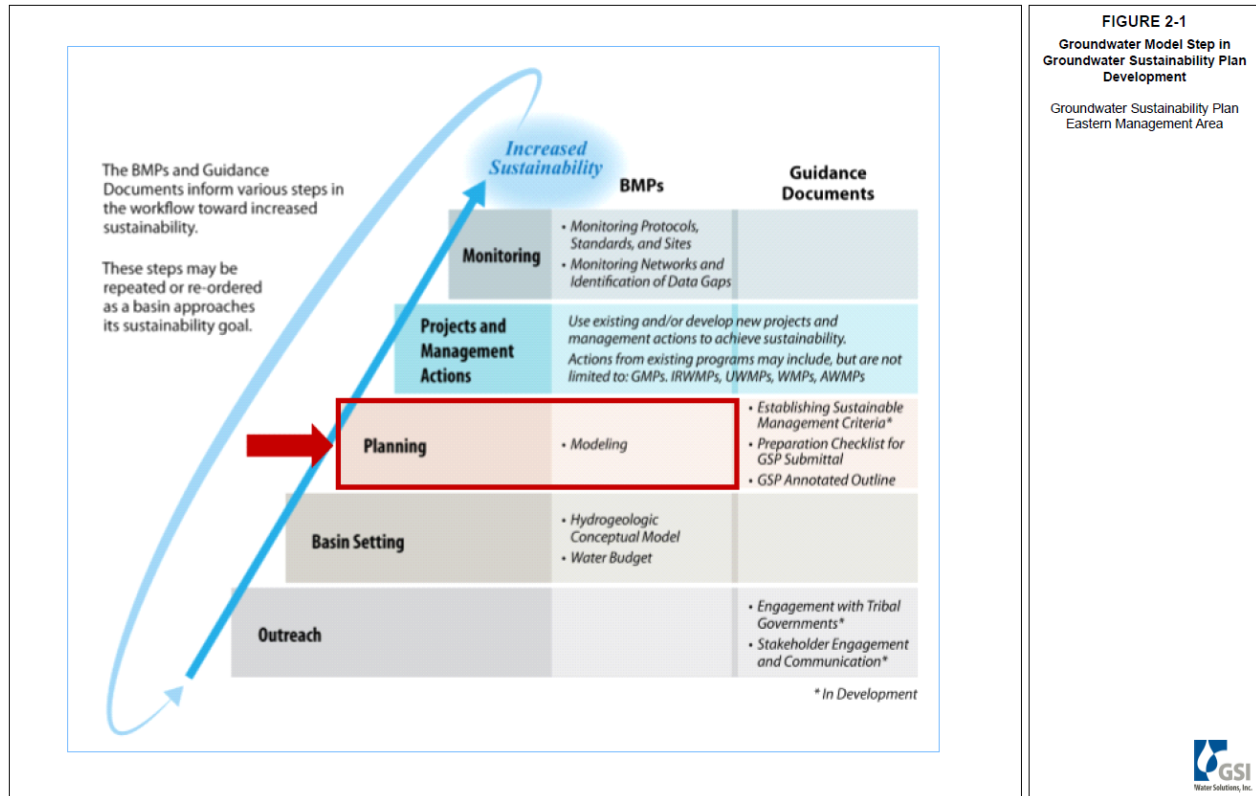 The BMPs and Guidance
Documents inform various steps in
the workflow toward increased
sustainability.
These steps may be
repeated or re-ordered
as a basin approaches
its sustainability goal.
Increased
Sustainability
BMPs
Guidance
Documents
Monitoring
• Monitoring Protocols,
Standards, and Sites
• Monitoring Networks and
Identification of Data Gaps
Projects and
Management
Actions
Use existing and/or develop new projects and
management actions to achieve sustainability.
Actions from existing programs may include, but are not
limited to: GMPs. IRWMPs, UWMPs, WMPs, AWMPs
Planning
• Modeling
• Establishing Sustainable
Management Criteria*
• Preparation Checklist for
GSP Submittal
• GSP Annotated Outline
Basin Setting
• Hydrogeologic
Conceptual Model
• Water Budget
Outreach
• Engagement with Tribal
Governments*
• Stakeholder Engagement
and Communication*
* In Development
FIGURE 2-1
Groundwater Model Step in
Groundwater Sustainability Plan
Development
Groundwater Sustainability Plan
Eastern Management Area
GSI
Water Solutions, Inc.